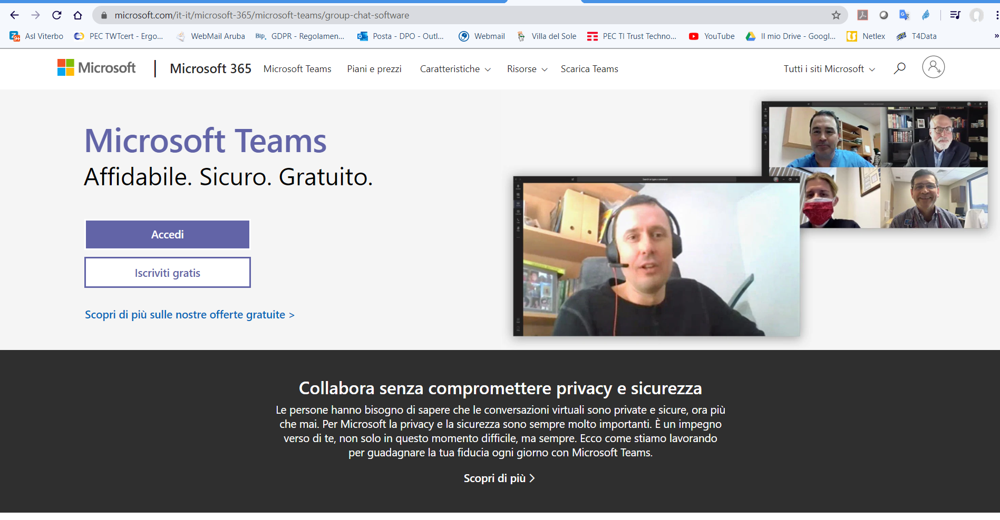 microsoft.com/it-it/microsoft-365/microsoft-teams/group-chat-software
Asl Viterbo PEC TWTcert - Ergo... WebMail Aruba Bip. GDPR - Regolamen... Posta - DPO - Outl... Webmail Villa del Sole PEC TI Trust Techno... YouTube Il mio Drive - Googl... Netlex T4Data »
Microsoft | Microsoft 365 Microsoft Teams Piani e prezzi Caratteristiche Risorse Scarica Teams Tutti i siti Microsoft
Microsoft Teams
Affidabile. Sicuro. Gratuito.
Search or type a command
Accedi
Iscriviti gratis
Scopri di più sulle nostre offerte gratuite >
Collabora senza compromettere privacy e sicurezza
Le persone hanno bisogno di sapere che le conversazioni virtuali sono private e sicure, ora più
che mai. Per Microsoft la privacy e la sicurezza sono sempre molto importanti. È un impegno
verso di te, non solo in questo momento difficile, ma sempre. Ecco come stiamo lavorando
per guadagnare la tua fiducia ogni giorno con Microsoft Teams.
Scopri di più >